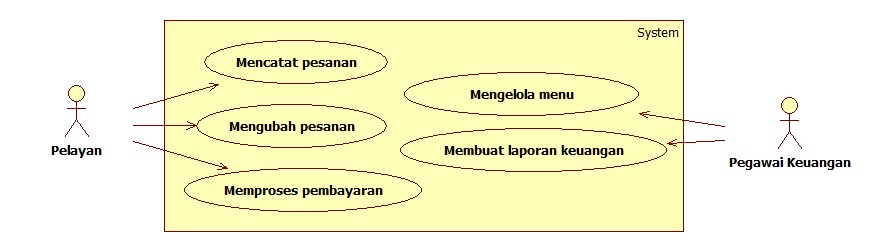 System
Mencatat pesanan
Mengelola menu
Mengubah pesanan
Pelayan
Membuat laporan keuangan
Pegawai Keuangan
Memproses pembayaran